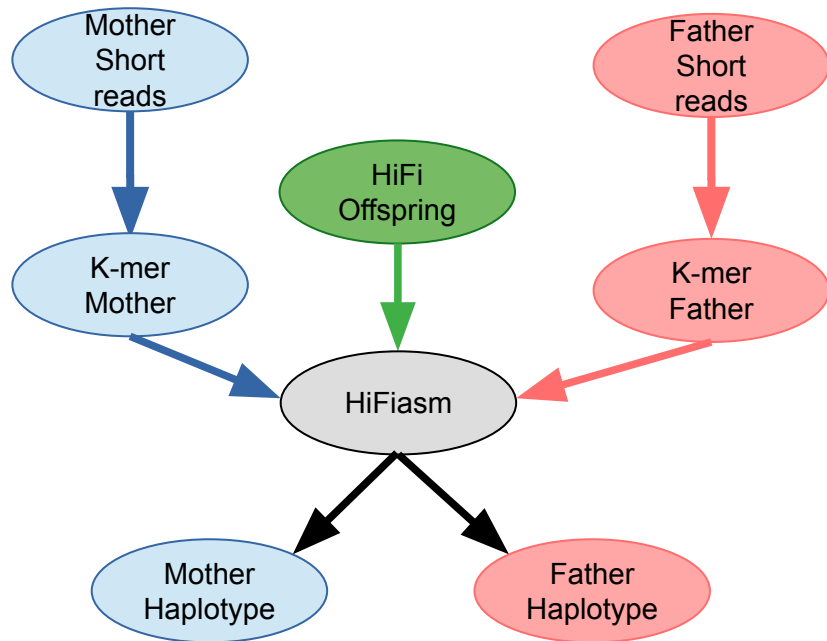 Mother
Short
reads
Father
Short
reads
HiFi
Offspring
K-mer
Mother
K-mer
Father
HiFiasm
Mother
Haplotype
Father
Haplotype